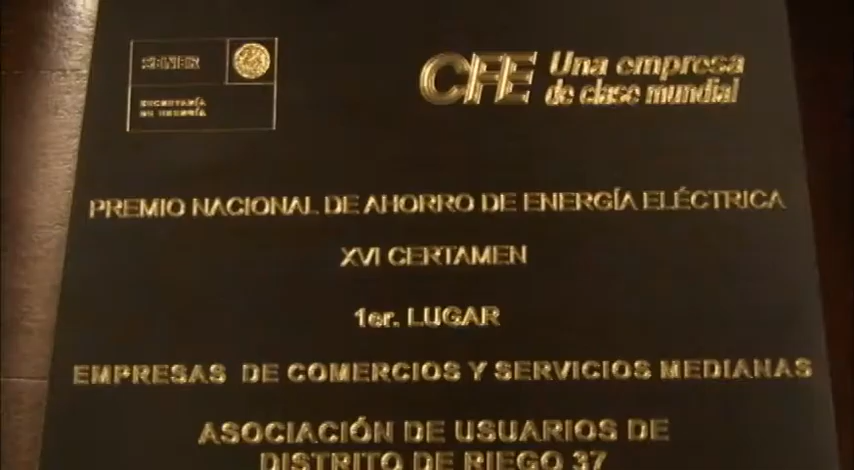 SENER
SECRETARÍA
DE ENERGÍA
CFE Una empresa
de clase mundial
PREMIO NACIONAL DE AHORRO DE ENERGÍA ELÉCTRICA
XVI CERTAMEN
1er. LUGAR
EMPRESAS DE COMERCIOS Y SERVICIOS MEDIANAS
ASOCIACIÓN DE USUARIOS DE
DISTRITO DE RIEGO 37